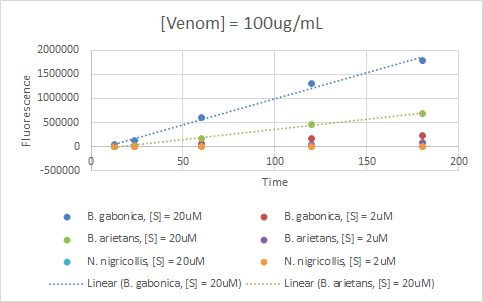 [Venom] = 100ug/mL
2000000
1500000
1000000
500000
0
-500000
Fluorescence
0 50 100 150 200
Time
B. gabonica, [S] = 20uM B. gabonica, [S] = 2uM
B. arietans, [S] = 20uM B. arietans, [S] = 2uM
N. nigricollis, [S] = 20uM N. nigricollis, [S] = 2uM
Linear (B. gabonica, [S] = 20uM) Linear (B. arietans, [S] = 20uM)